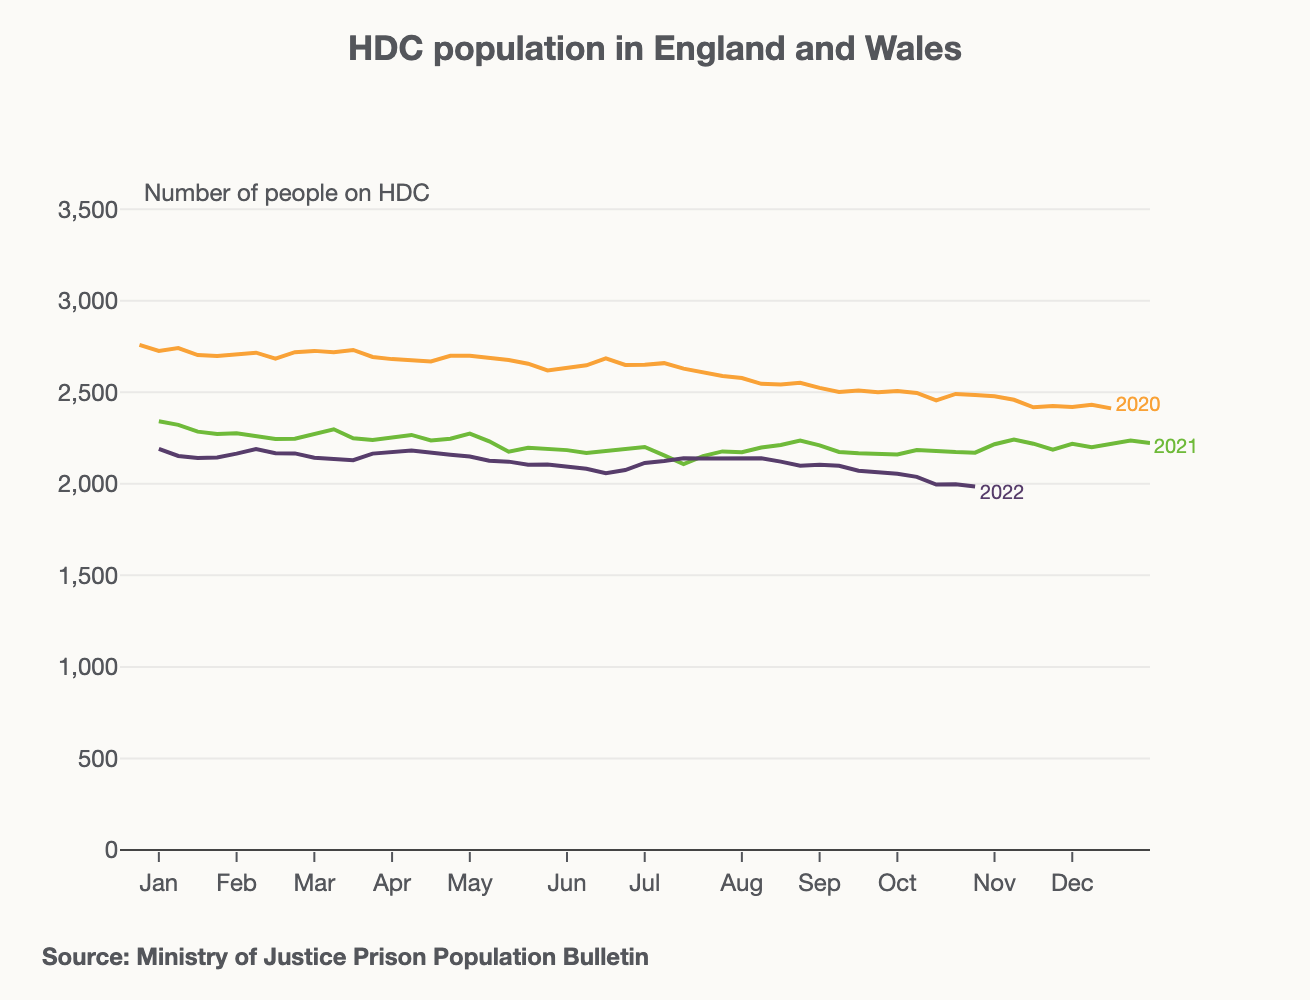 HDC population in England and Wales
Number of people on HDC
3,500
3,000
2,500
2020
2021
2,000
2022
1,500
1,000
500
0
Jan Feb Mar Apr May Jun Jul Aug Sep Oct Nov Dec
Source: Ministry of Justice Prison Population Bulletin